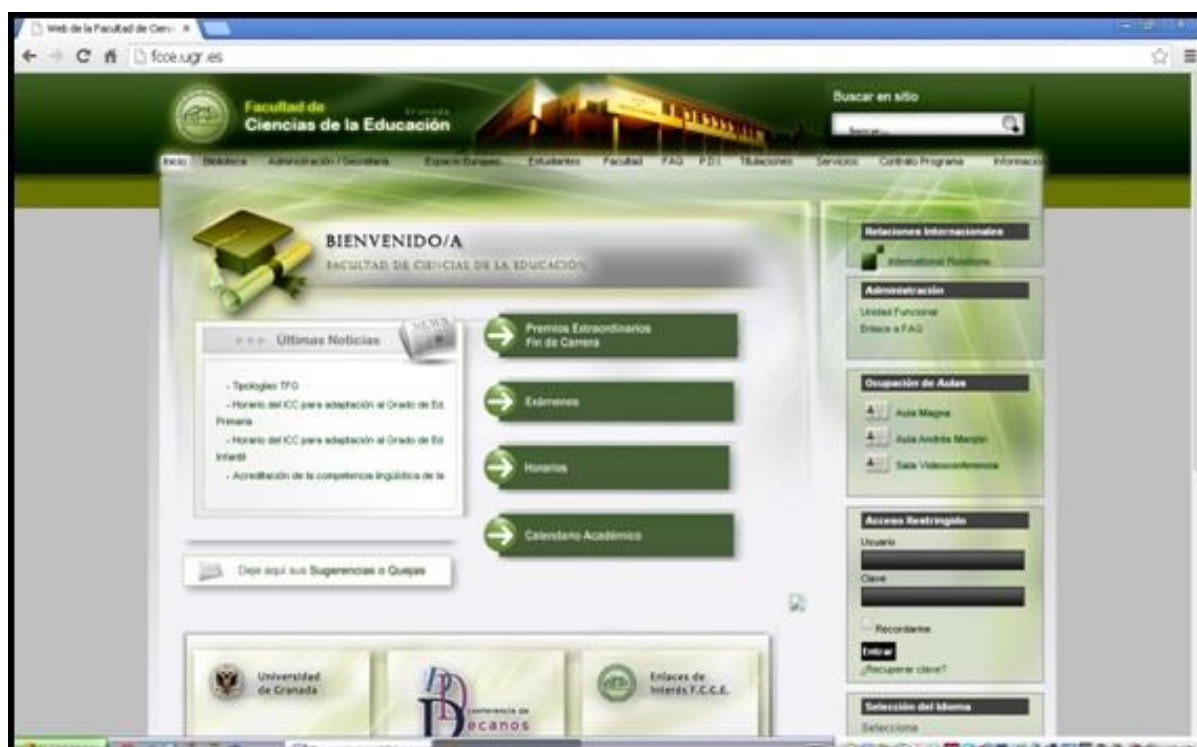 Web de la Facultad de Cien
fcce.ugr.es
Facultad de
Granada
Ciencias de la Educación
Buscar en sitio
buscar...
Inicio Biblioteca Administración / Secretaría Espacio Europeo Estudiantes Facultad FAQ P.D.I. Titulaciones Servicios Contrato Programa Informació
BIENVENIDO/A
FACULTAD DE CIENCIAS DE LA EDUCACIÓN
Últimas Noticias
NEWS
- Tipologías TFG
- Horario del ICC para adaptación al Grado de Ed.
Primaria
- Horario del ICC para adaptación al Grado de Ed.
Infantil
- Acreditación de la competencia lingüística de la
Deje aquí sus Sugerencias o Quejas
Premios Extraordinarios
Fin de Carrera
Exámenes
Horarios
Calendario Académico
Universidad
de Granada
conferencia de
Decanos
Enlaces de
Interés F.C.C.E.
Relaciones Internacionales
International Relations
Administración
Unidad Funcional
Enlace a FAQ
Ocupación de Aulas
Aula Magna
Aula Andrés Manjón
Sala Videoconferencia
Acceso Restringido
Usuario
Clave
Recordarme
Entrar
¿Recuperar clave?
Selección del Idioma
Selecciona